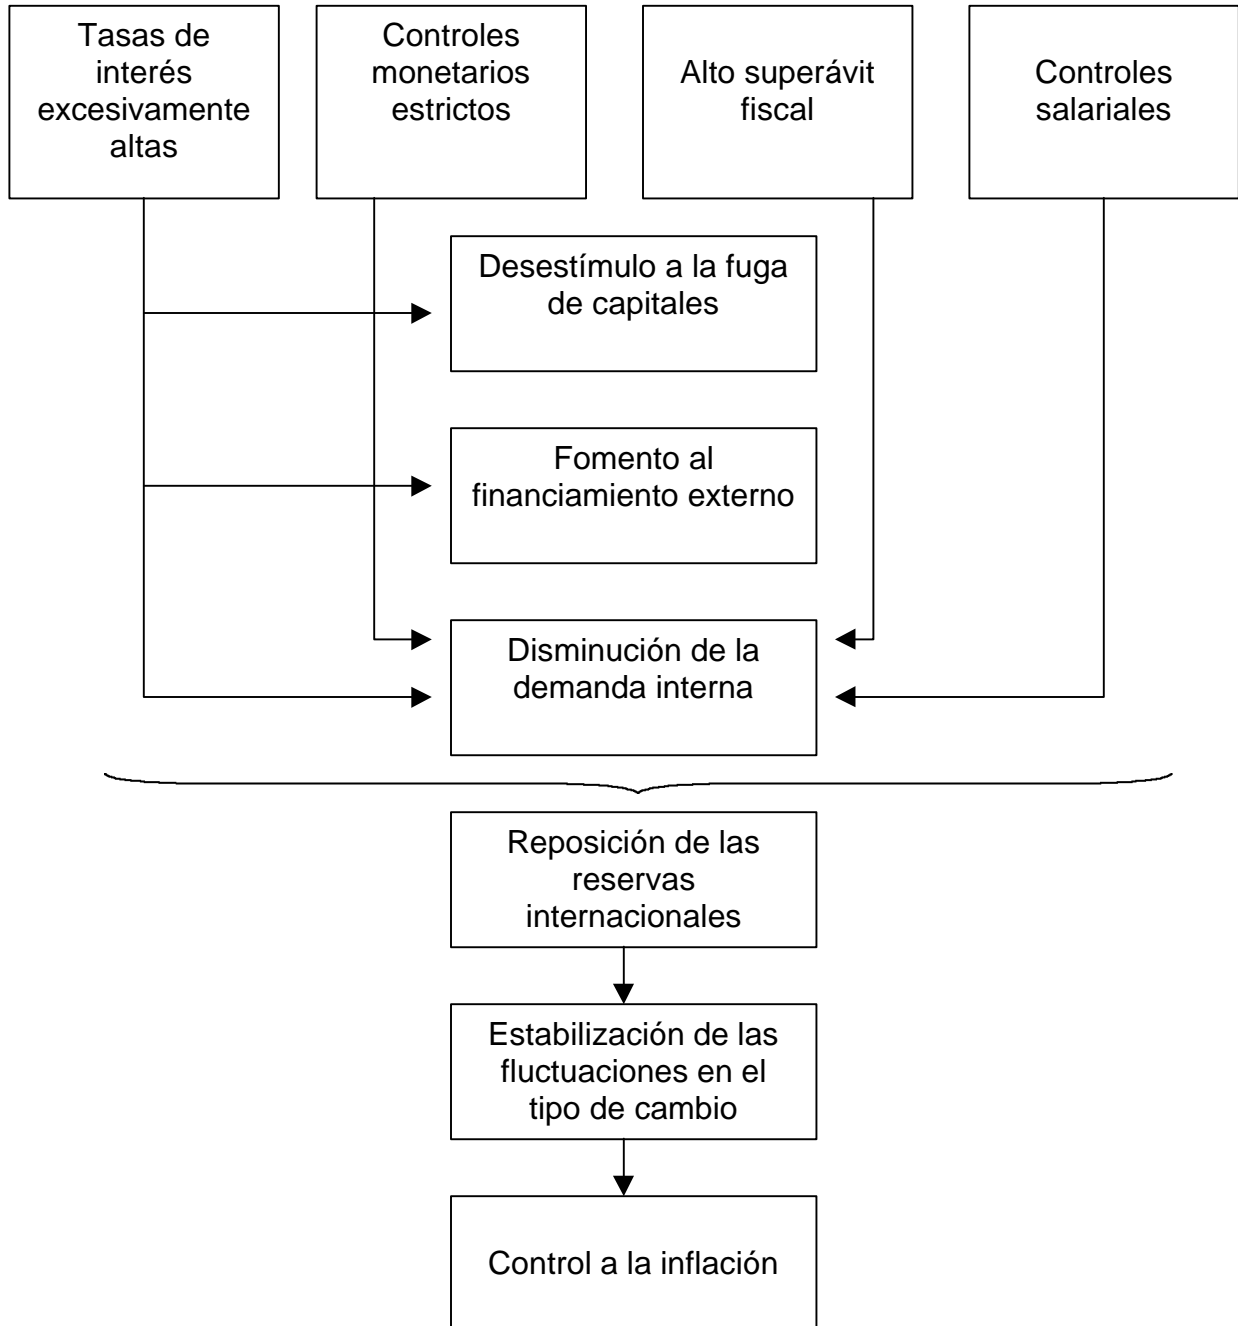 Tasas de
interés
excesivamente
altas
Controles
monetarios
estrictos
Alto superávit
fiscal
Controles
salariales
Desestímulo a la fuga
de capitales
Fomento al
financiamiento externo
Disminución de la
demanda interna
Reposición de las
reservas
internacionales
Estabilización de las
fluctuaciones en el
tipo de cambio
Control a la inflación